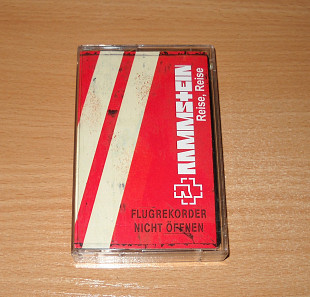 RAMMSTEIN
Reise, Reise
FLUGREKORDER
NICHT ÖFFNEN